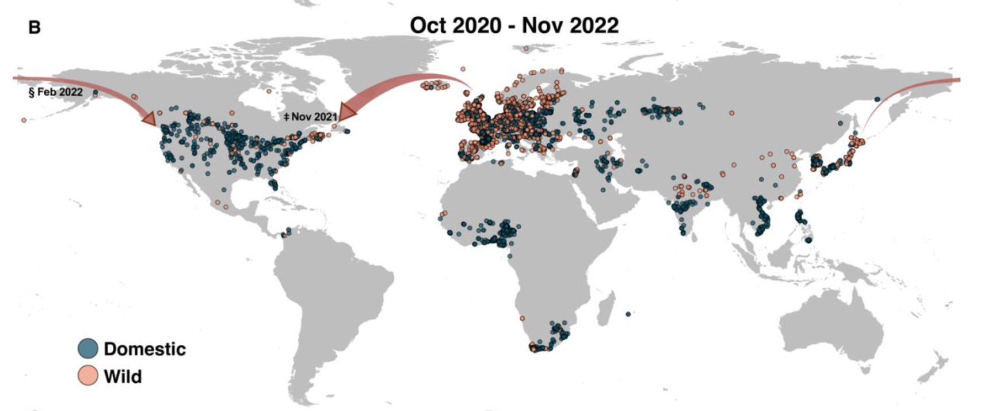 B
Oct 2020 - Nov 2022
§ Feb 2022
‡ Nov 2021
Domestic
Wild